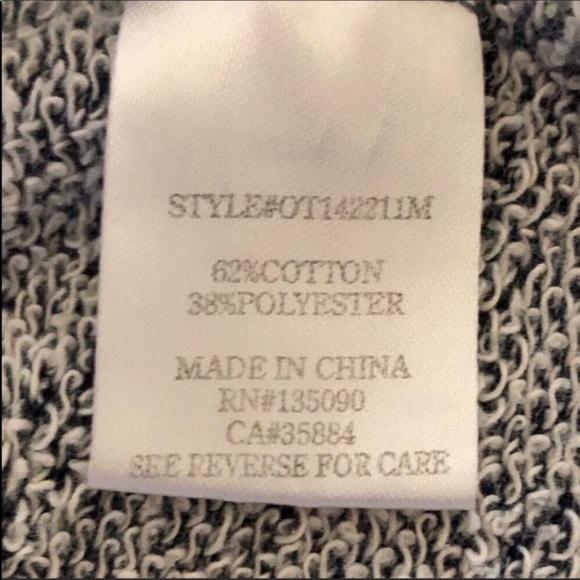 STYLE#OT142211M
62%COTTON
38%POLYESTER
MADE IN CHINA
RN#135090
CA#35884
SEE REVERSE FOR CARE